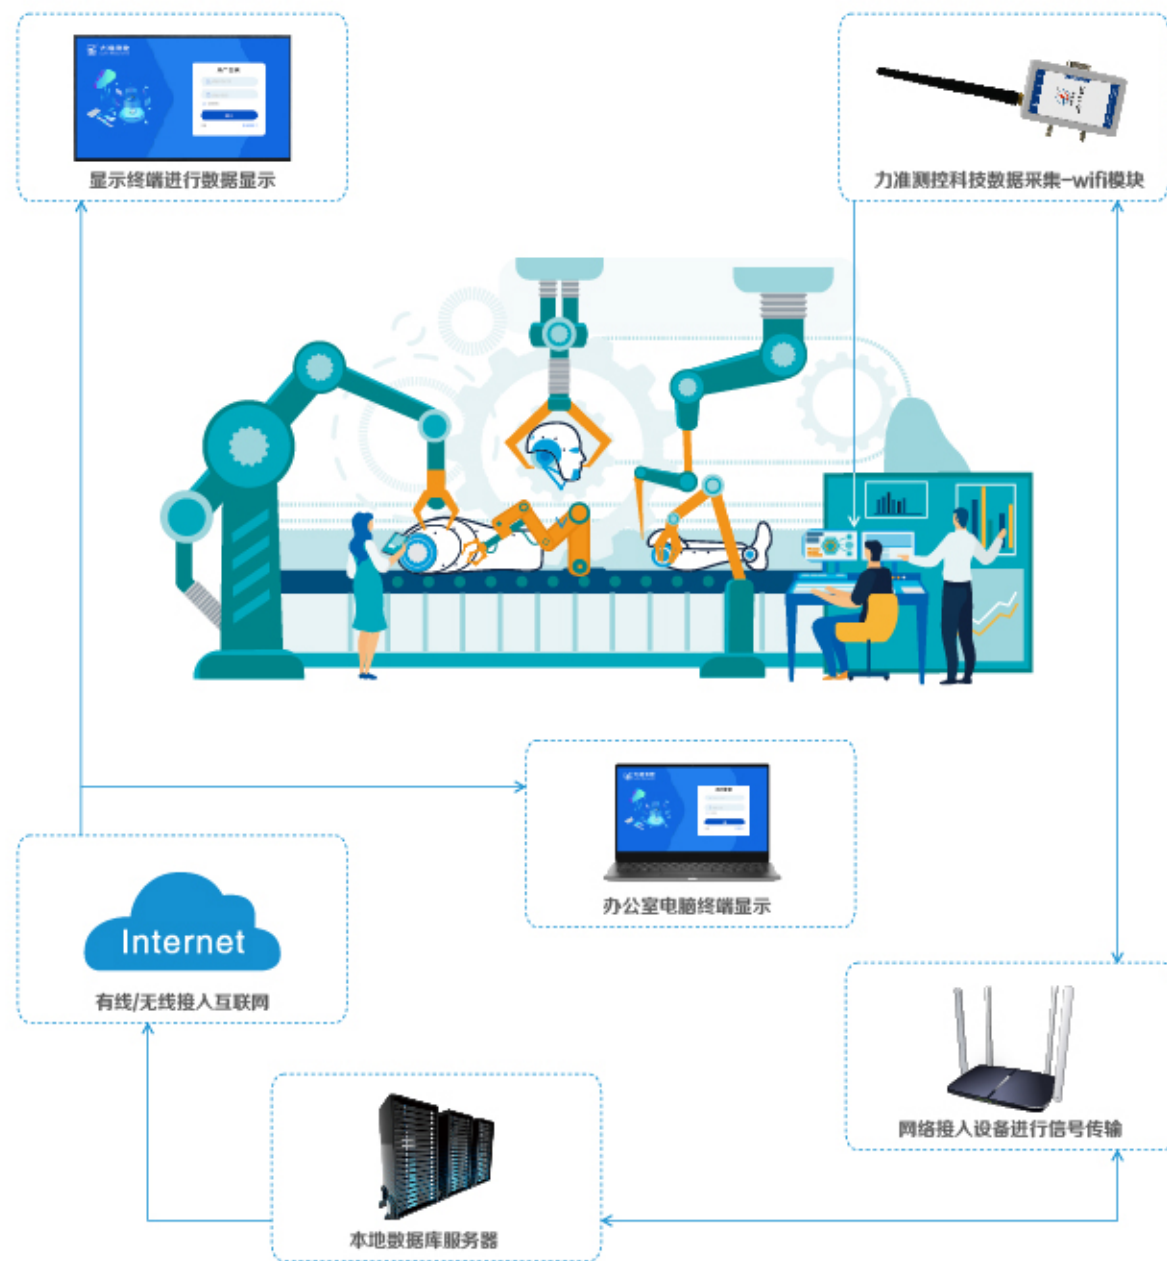 显示终端进行数据显示
力准测控科技数据采集-wifi模块
办公室电脑终端显示
Internet
有线/无线接入互联网
网络接入设备进行信号传输
本地数据库服务器